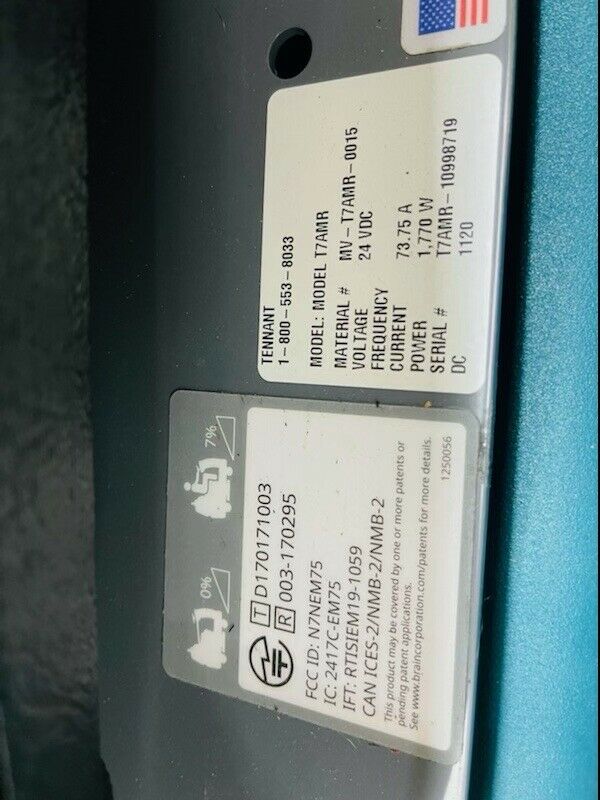 TENNANT
1-800-553-8033
MODEL: MODEL T7AMR
MATERIAL # MV-T7AMR-0015
VOLTAGE 24 VDC
FREQUENCY
CURRENT 73.75 A
POWER 1,770 W
SERIAL # T7AMR-10998719
DC 1120
0% 7%
T D170171003
R 003-170295
FCC ID: N7NEM75
IC: 2417C-EM75
IFT: RTISIEM19-1059
CAN ICES-2/NMB-2/NMB-2
This product may be covered by one or more patents or
pending patent applications.
See www.braincorporation.com/patents for more details.
1250056